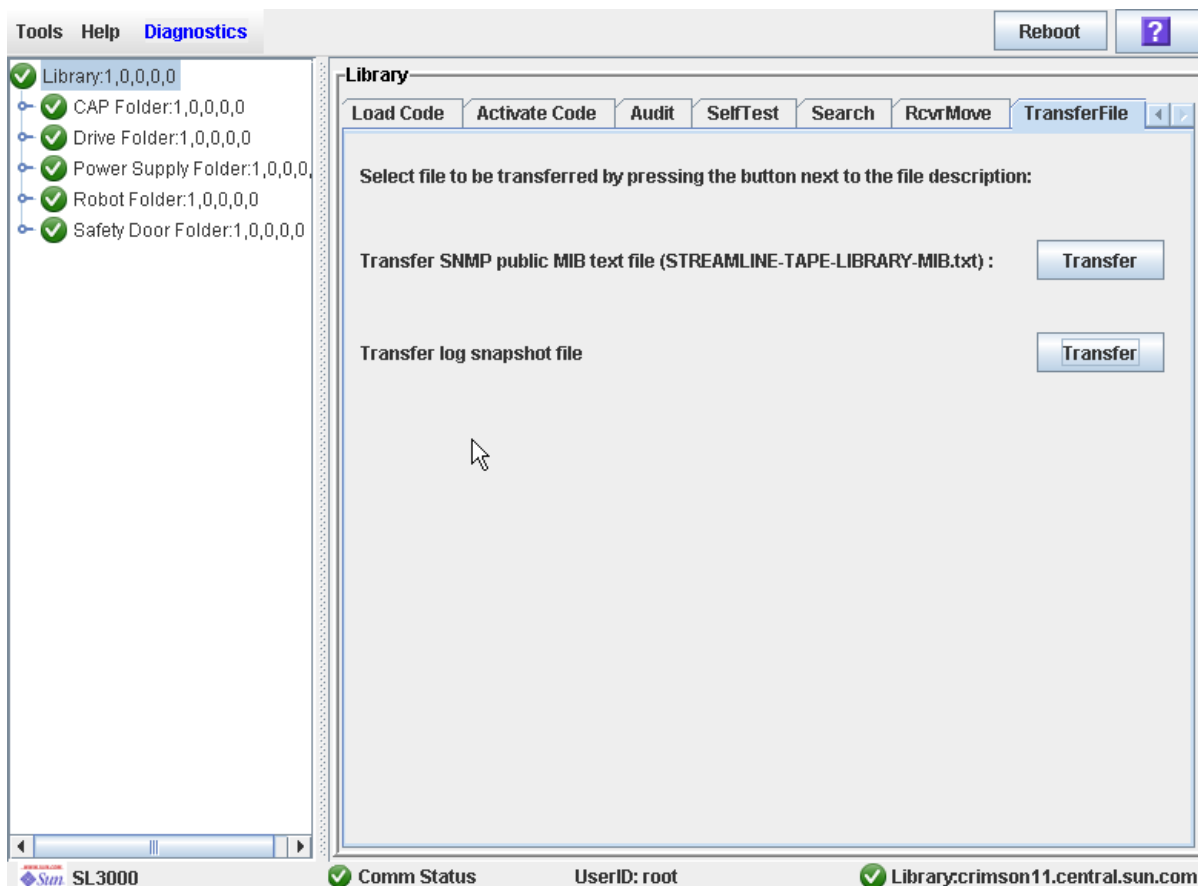 Tools Help Diagnostics Reboot ?
Library:1,0,0,0,0
CAP Folder:1,0,0,0,0
Drive Folder:1,0,0,0,0
Power Supply Folder:1,0,0,0,
Robot Folder:1,0,0,0,0
Safety Door Folder:1,0,0,0,0
Library
Load Code Activate Code Audit SelfTest Search RcvrMove TransferFile
Select file to be transferred by pressing the button next to the file description:
Transfer SNMP public MIB text file (STREAMLINE-TAPE-LIBRARY-MIB.txt) : Transfer
Transfer log snapshot file Transfer
Sun SL3000 Comm Status UserID: root Library:crimson11.central.sun.com